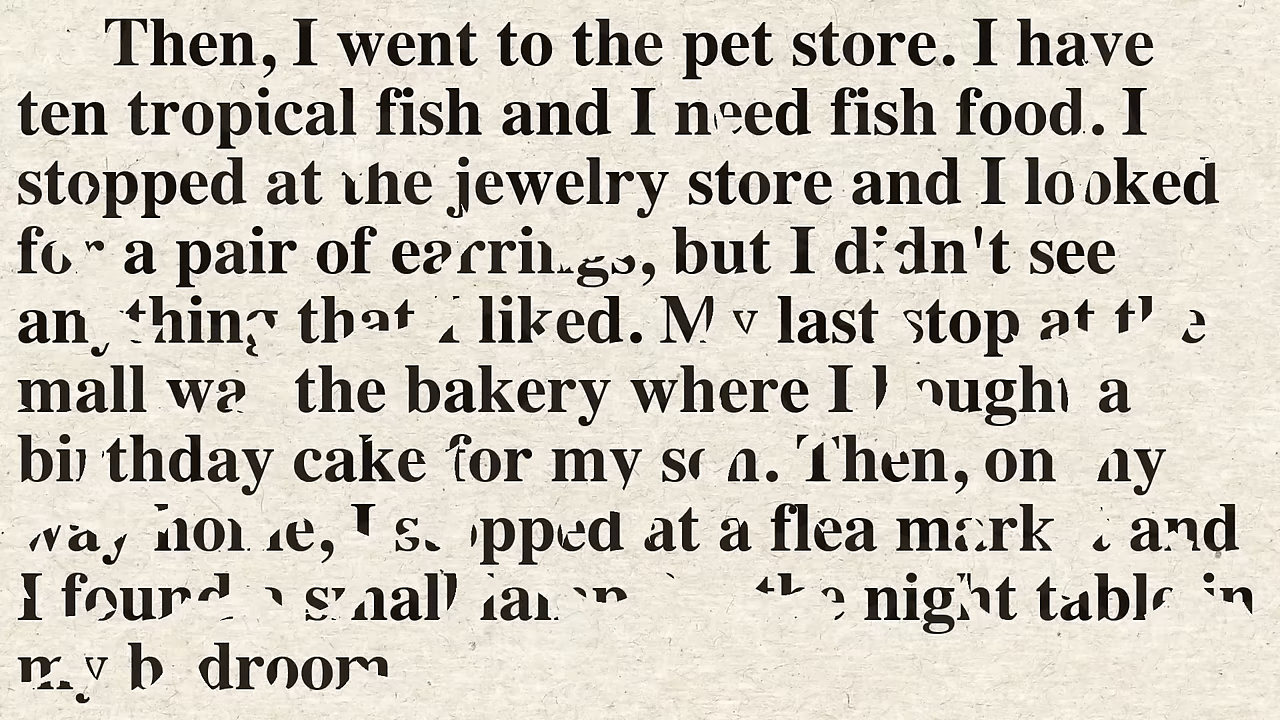 Then, I went to the pet store. I have
ten tropical fish and I need fish food. I
stopped at the jewelry store and I looked
for a pair of earrings, but I didn't see
anything that I liked. My last stop at the
mall was the bakery where I bought a
birthday cake for my son. Then, on my
way home, I stopped at a flea market and
I found a small lamp the night table in
my bedroom